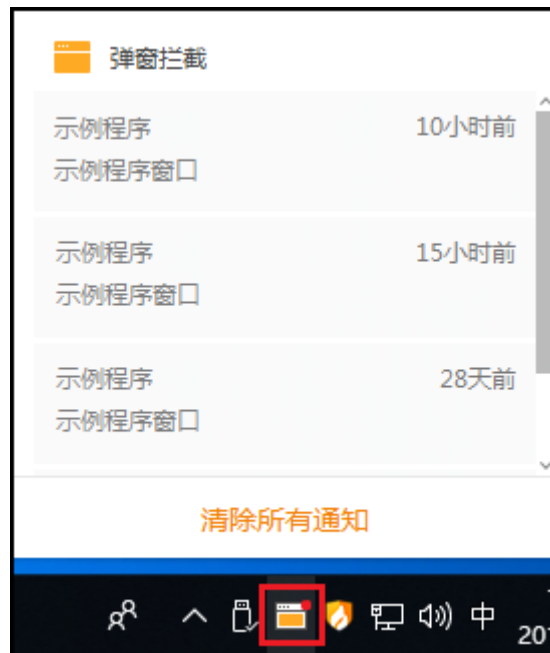 弹窗拦截
示例程序 10小时前
示例程序窗口
示例程序 15小时前
示例程序窗口
示例程序 28天前
示例程序窗口
清除所有通知
中
20